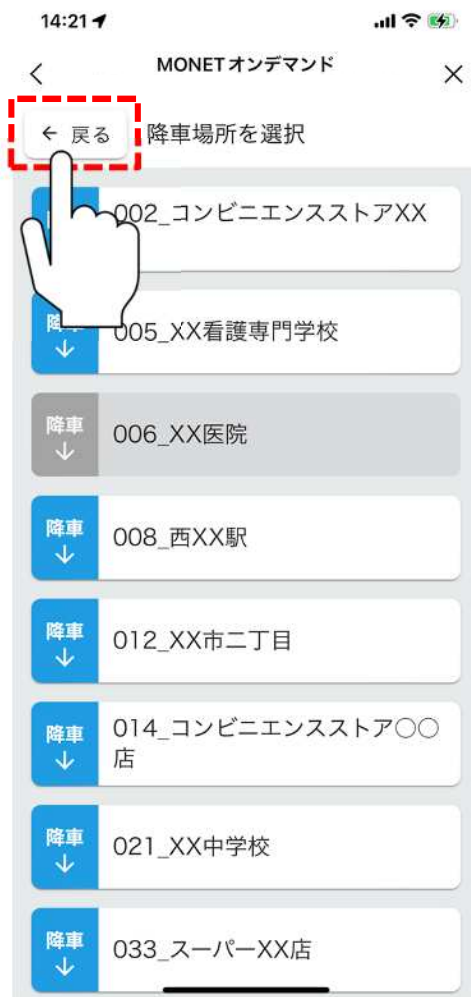 14:21
MONETオンデマンド
← 戻る
降車場所を選択
002_コンビニエンスストアXX
005_XX看護専門学校
降車
↓
006_XX医院
降車
↓
008_西XX駅
降車
↓
012_XX市二丁目
降車
↓
014_コンビニエンスストア○○
店
降車
↓
021_XX中学校
降車
↓
033_スーパーXX店
降車
↓